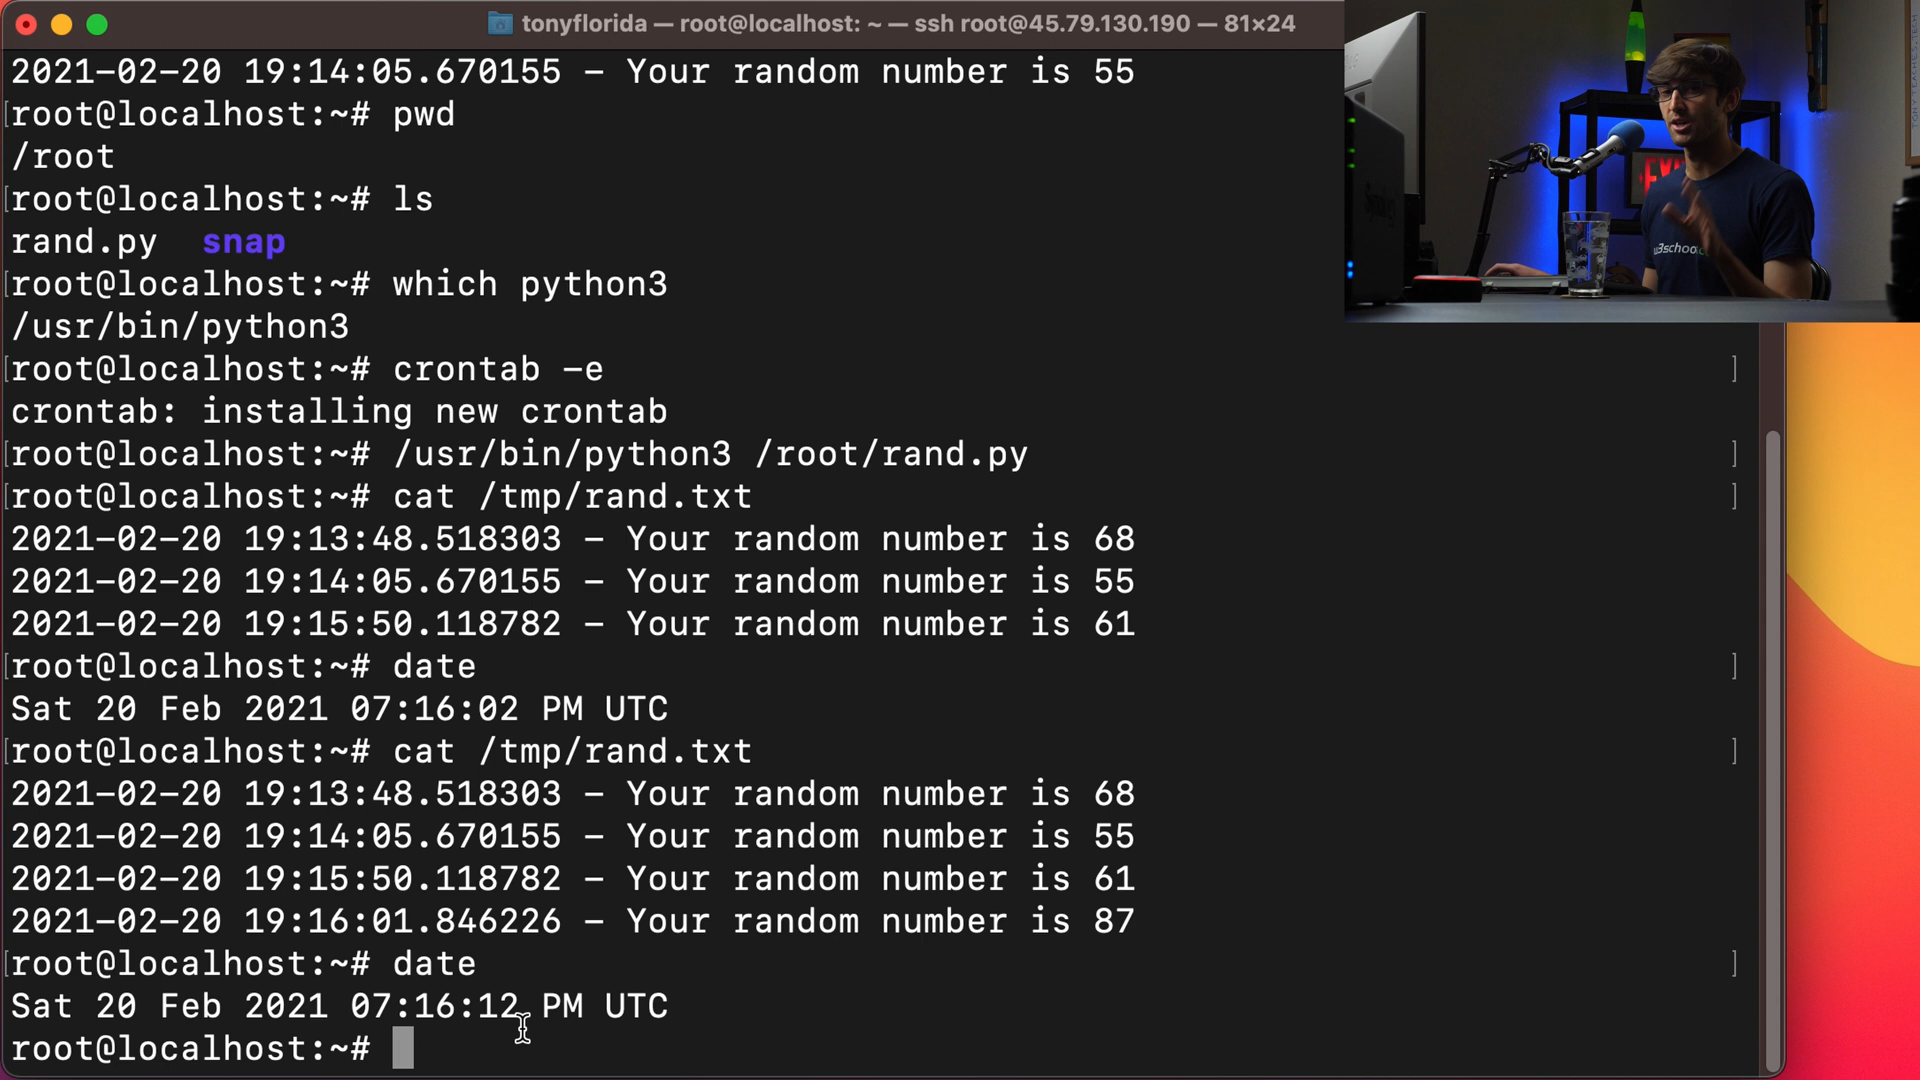 tonyflorida — root@localhost: ~ — ssh root@45.79.130.190 — 81×24
2021-02-20 19:14:05.670155 - Your random number is 55
[root@localhost:~# pwd
/root
[root@localhost:~# ls
rand.py  snap
[root@localhost:~# which python3
/usr/bin/python3
[root@localhost:~# crontab -e ]
crontab: installing new crontab
[root@localhost:~# /usr/bin/python3 /root/rand.py ]
[root@localhost:~# cat /tmp/rand.txt ]
2021-02-20 19:13:48.518303 - Your random number is 68
2021-02-20 19:14:05.670155 - Your random number is 55
2021-02-20 19:15:50.118782 - Your random number is 61
[root@localhost:~# date ]
Sat 20 Feb 2021 07:16:02 PM UTC
[root@localhost:~# cat /tmp/rand.txt ]
2021-02-20 19:13:48.518303 - Your random number is 68
2021-02-20 19:14:05.670155 - Your random number is 55
2021-02-20 19:15:50.118782 - Your random number is 61
2021-02-20 19:16:01.846226 - Your random number is 87
[root@localhost:~# date ]
Sat 20 Feb 2021 07:16:12 PM UTC
root@localhost:~#